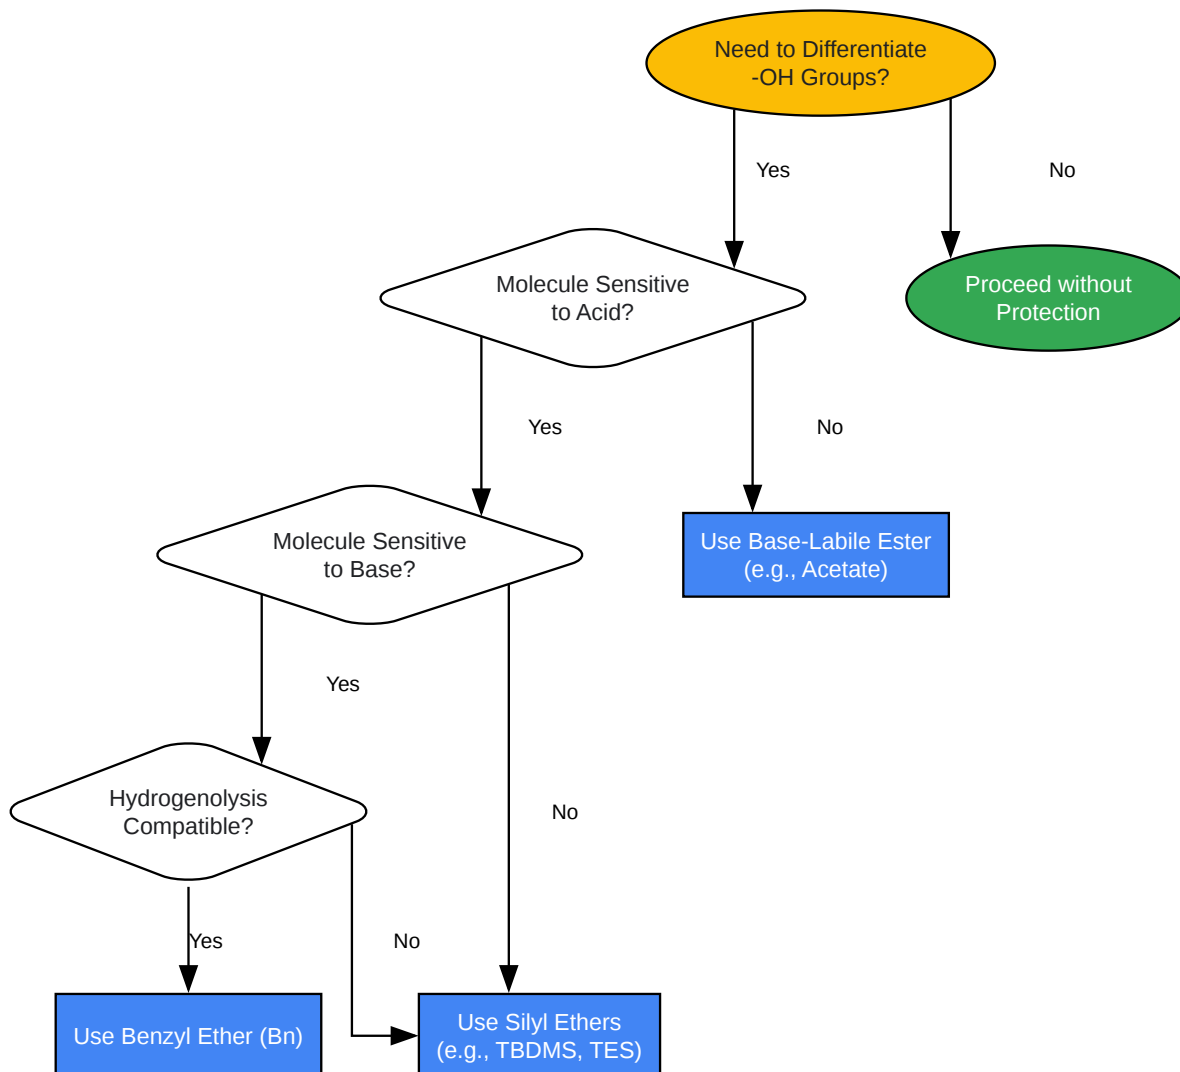 Need to Differentiate
-OH Groups?
Yes
No
Molecule Sensitive
to Acid?
Proceed without
Protection
Yes
No
Molecule Sensitive
to Base?
Use Base-Labile Ester
(e.g., Acetate)
Yes
No
Hydrogenolysis
Compatible?
Yes
No
Use Benzyl Ether (Bn)
Use Silyl Ethers
(e.g., TBDMS, TES)